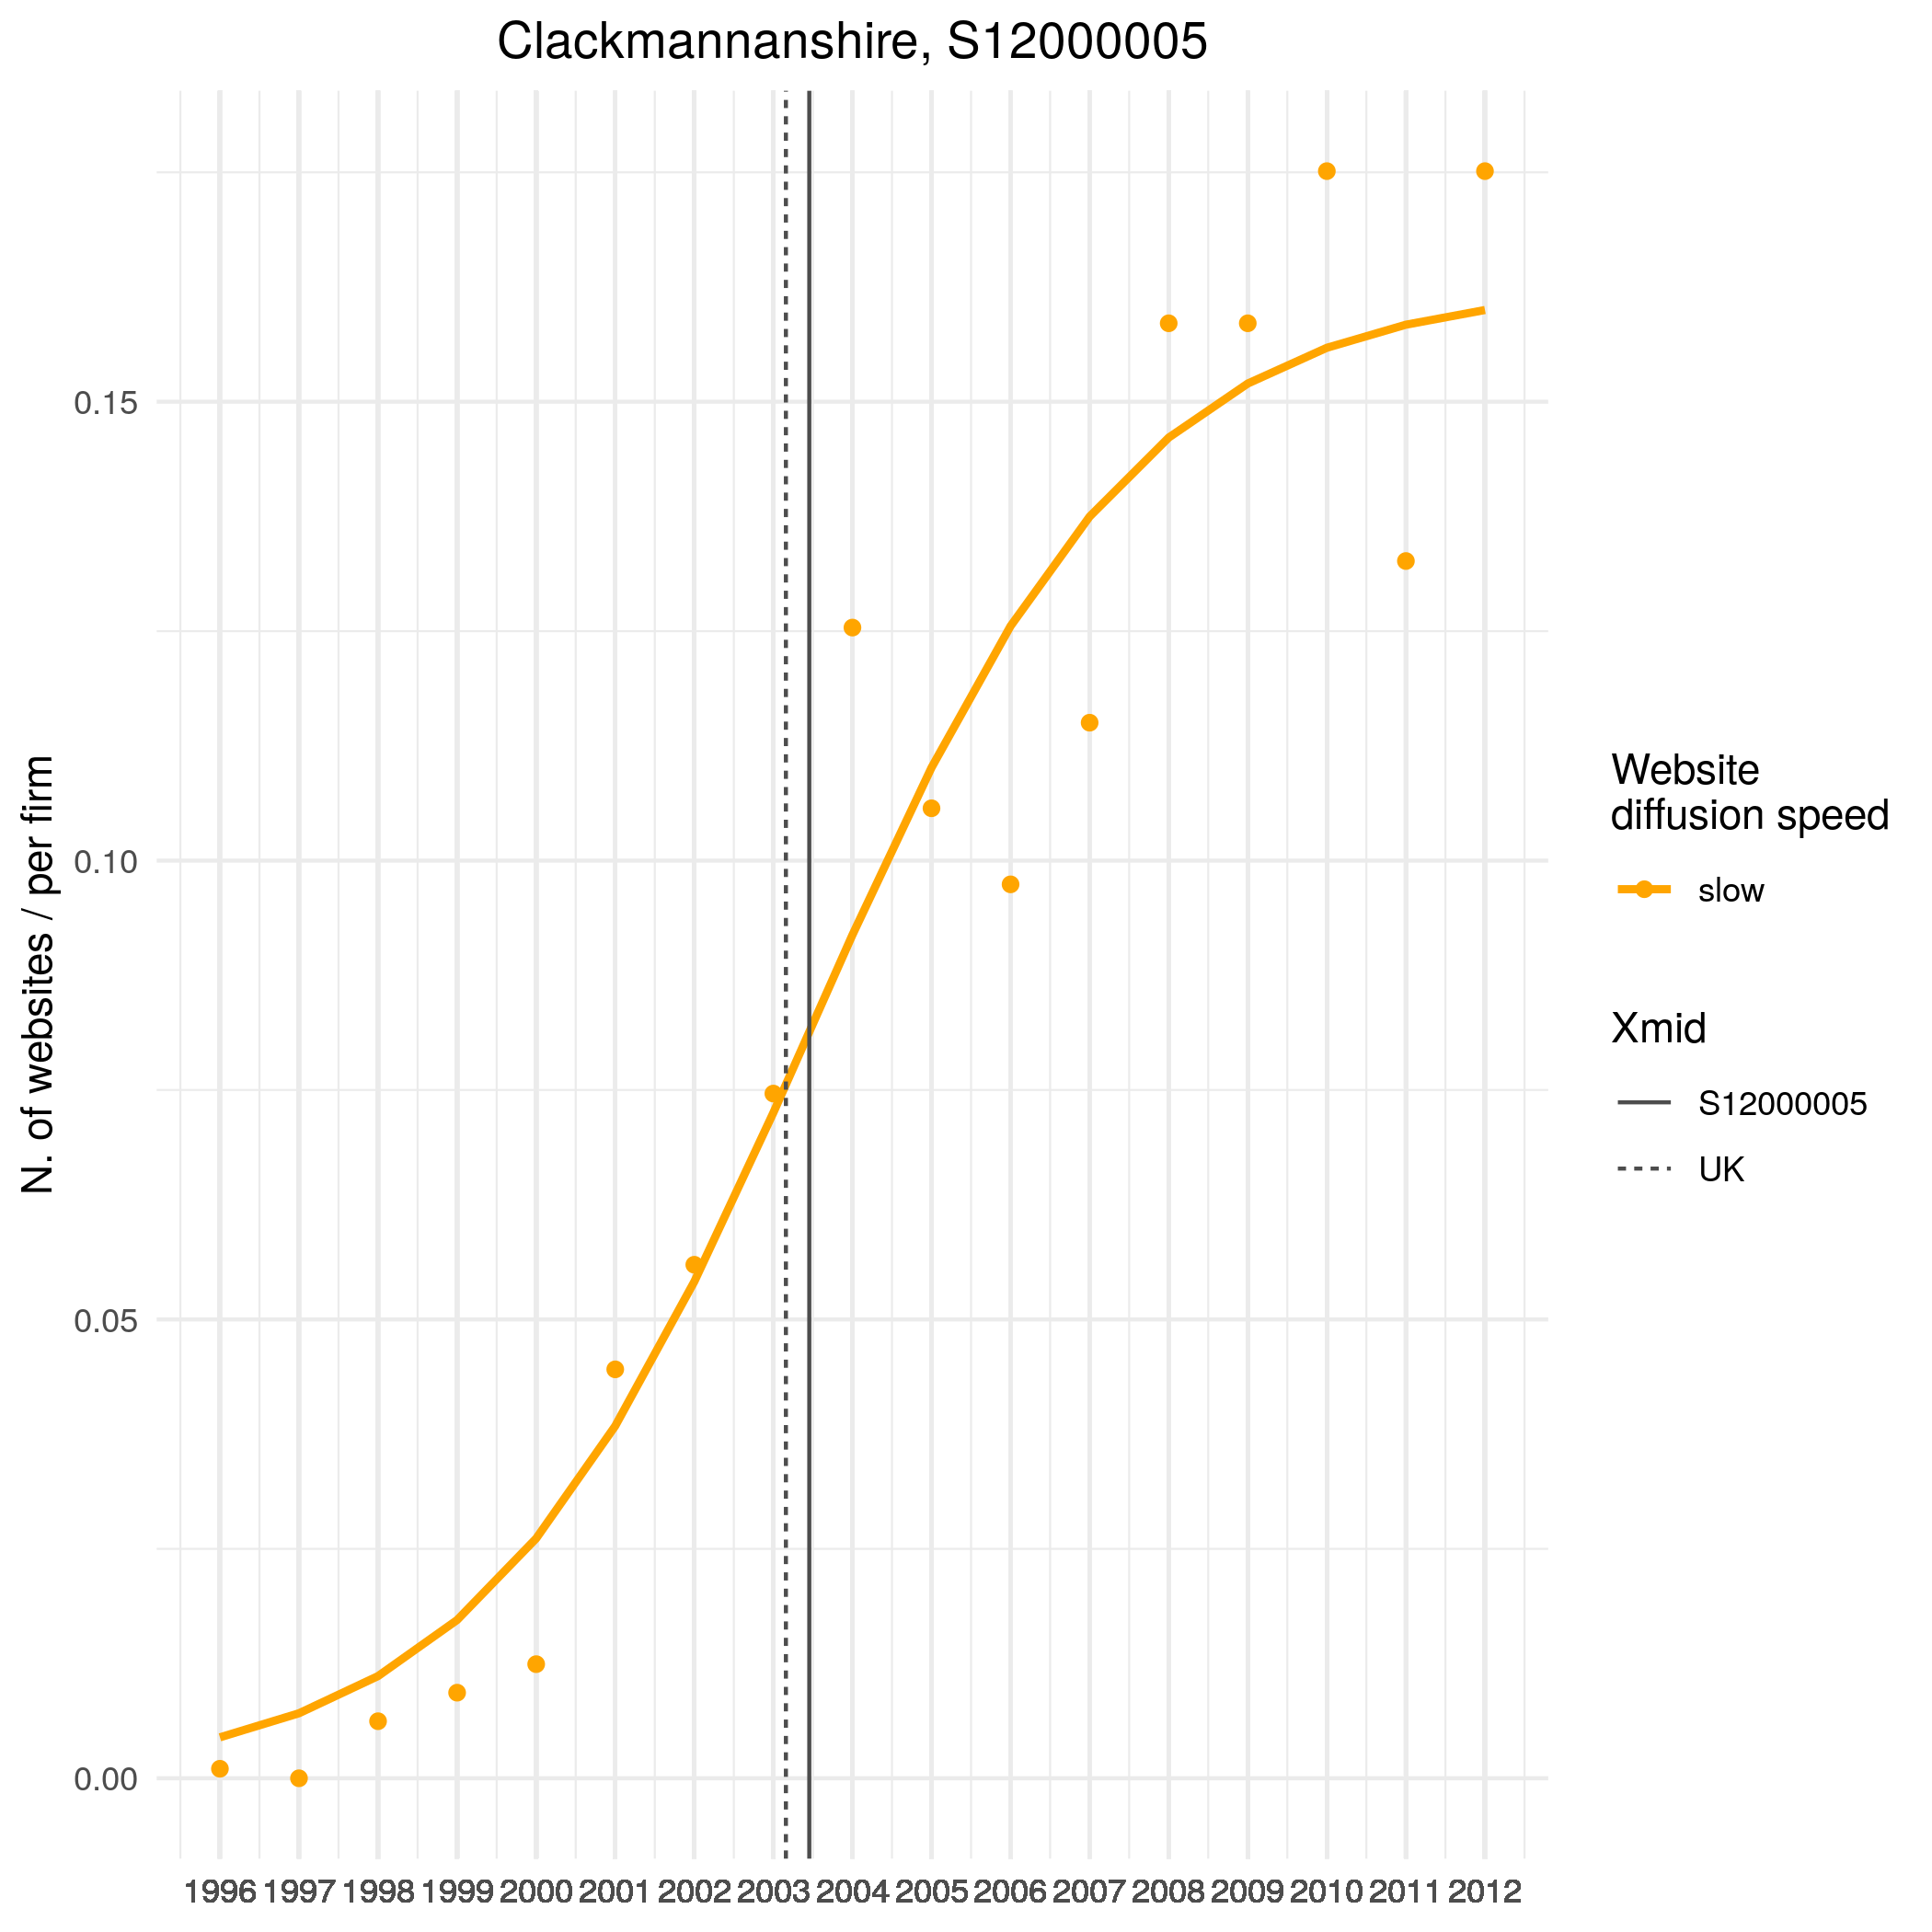 Clackmannanshire, S12000005
N. of websites / per firm
0.15
0.10
0.05
0.00
1996 1997 1998 1999 2000 2001 2002 2003 2004 2005 2006 2007 2008 2009 2010 2011 2012
Website
diffusion speed
slow
Xmid
S12000005
UK